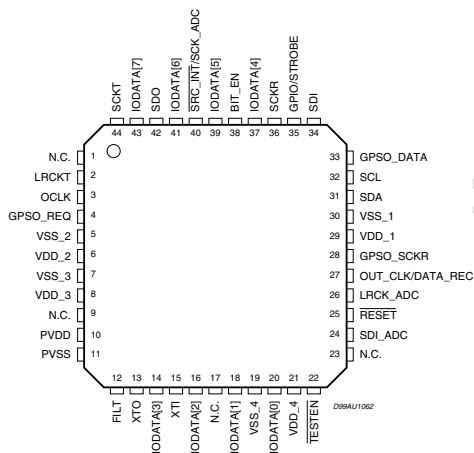 SCKT
IODATA[7]
SDO
IODATA[6]
SRC_INT/SCK_ADC
IODATA[5]
BIT_EN
IODATA[4]
SCKR
GPIO/STROBE
SDI
44 43 42 41 40 39 38 37 36 35 34
N.C. 1
LRCKT 2
OCLK 3
GPSO_REQ 4
VSS_2 5
VDD_2 6
VSS_3 7
VDD_3 8
N.C. 9
PVDD 10
PVSS 11
33 GPSO_DATA
32 SCL
31 SDA
30 VSS_1
29 VDD_1
28 GPSO_SCKR
27 OUT_CLK/DATA_REC
26 LRCK_ADC
25 RESET
24 SDI_ADC
23 N.C.
12 13 14 15 16 17 18 19 20 21 22
FILT
XTO
IODATA[3]
XTI
IODATA[2]
N.C.
IODATA[1]
VSS_4
IODATA[0]
VDD_4
TESTEN
D99AU1062